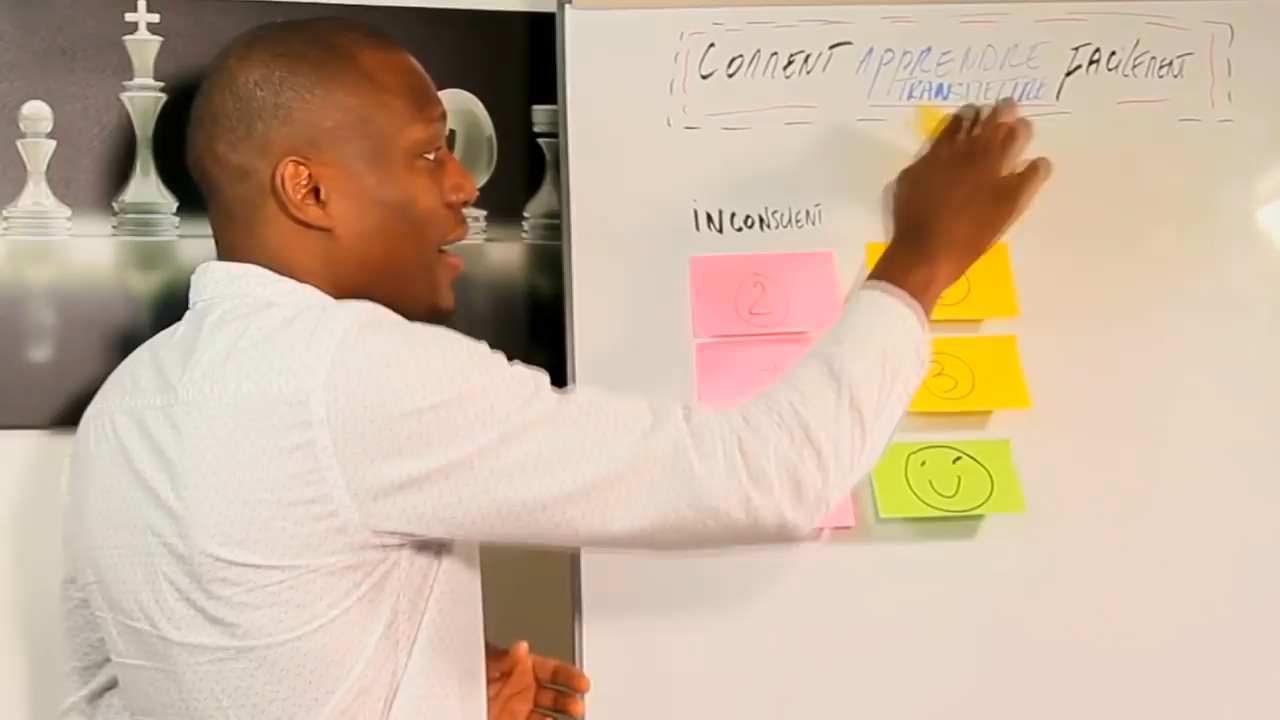 COMMENT APPRENDRE FACILEMENT
TRANSMETTRE
INCONSCIENT
2
3